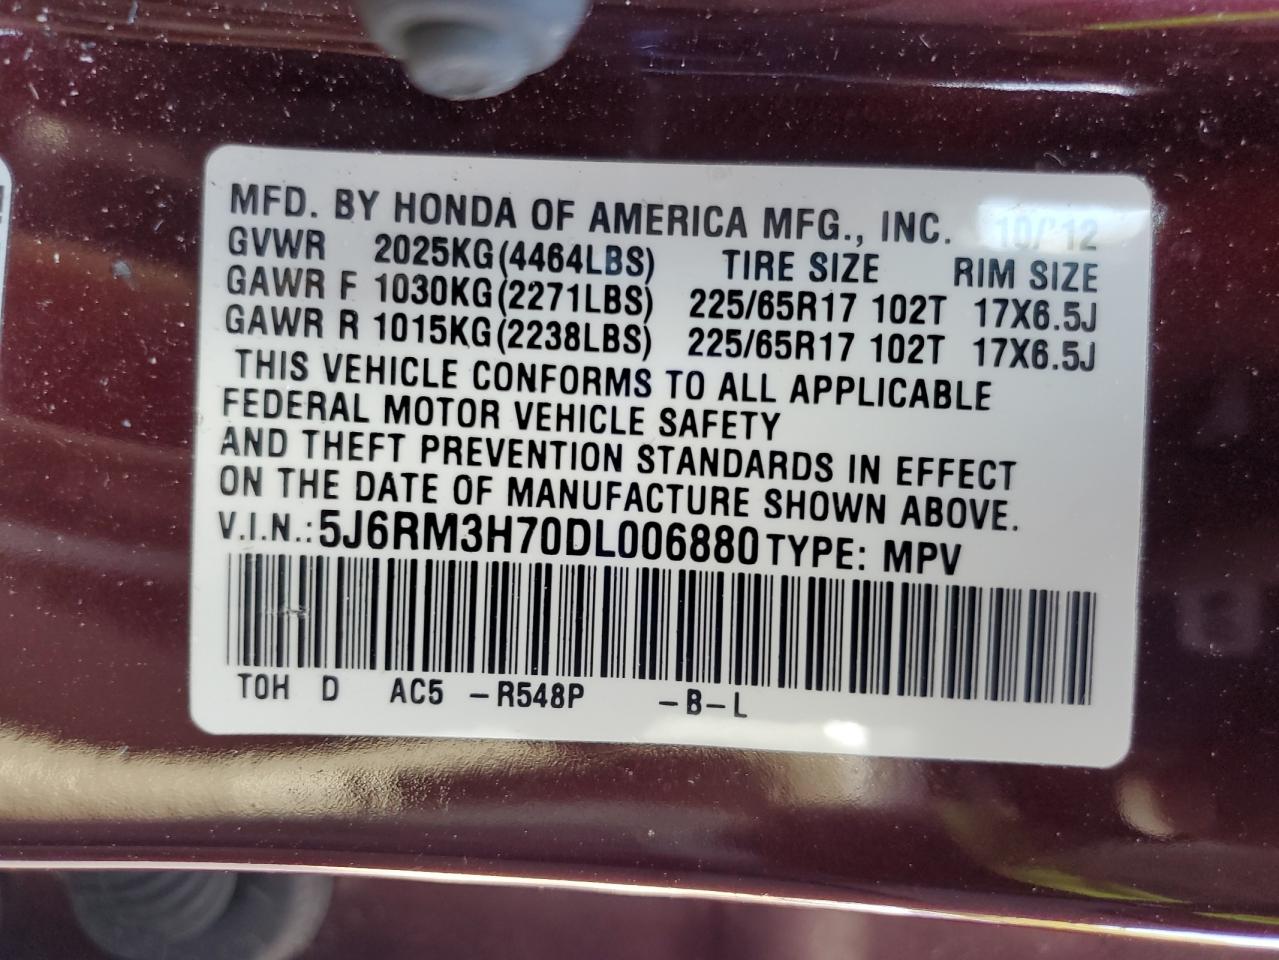 MFD. BY HONDA OF AMERICA MFG., INC. 10/12
GVWR 2025KG(4464LBS) TIRE SIZE RIM SIZE
GAWR F 1030KG(2271LBS) 225/65R17 102T 17X6.5J
GAWR R 1015KG(2238LBS) 225/65R17 102T 17X6.5J
THIS VEHICLE CONFORMS TO ALL APPLICABLE
FEDERAL MOTOR VEHICLE SAFETY
AND THEFT PREVENTION STANDARDS IN EFFECT
ON THE DATE OF MANUFACTURE SHOWN ABOVE.
V.I.N.: 5J6RM3H70DL006880 TYPE: MPV
TOH D AC5 -R548P -B-L